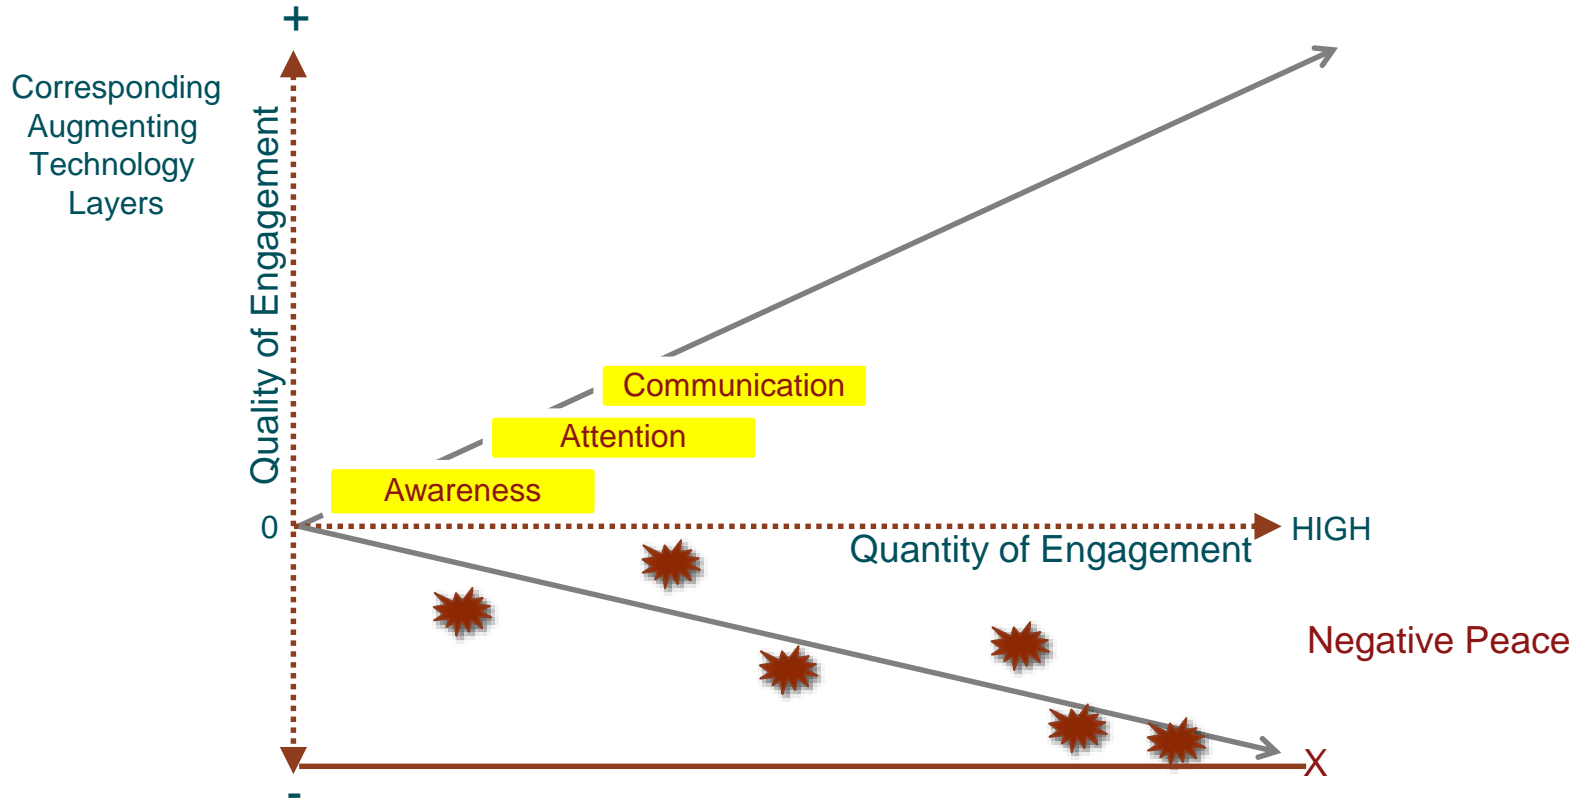 +
Corresponding
Augmenting
Technology
Layers
Quality of Engagement
Communication
Attention
Awareness
0
HIGH
Quantity of Engagement
Negative Peace
X
-